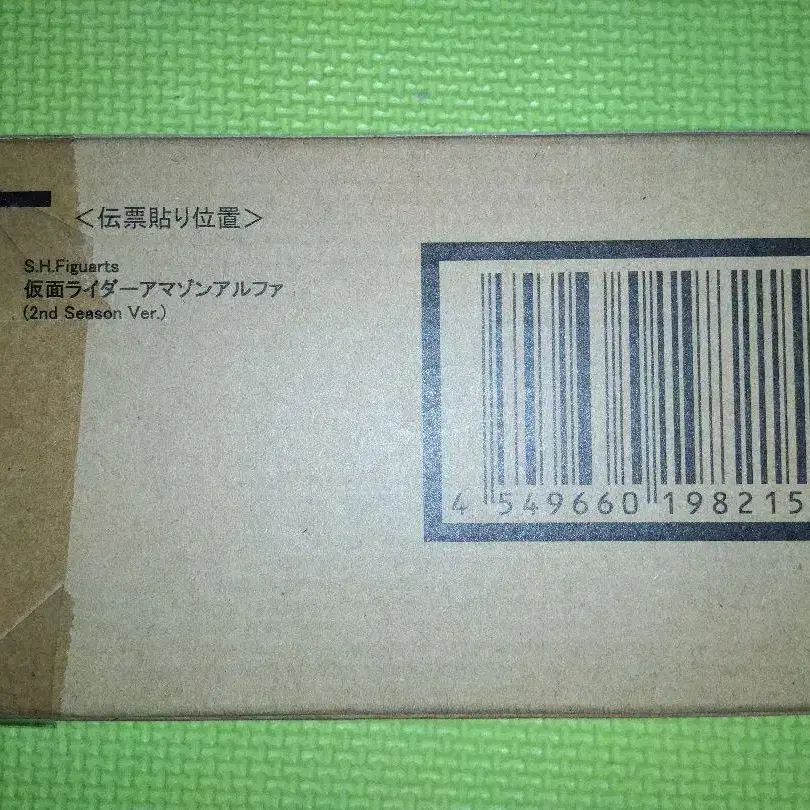 <伝票貼り位置>
S.H.Figuarts
仮面ライダーアマゾンアルファ
(2nd Season Ver.)
4 549660 198215